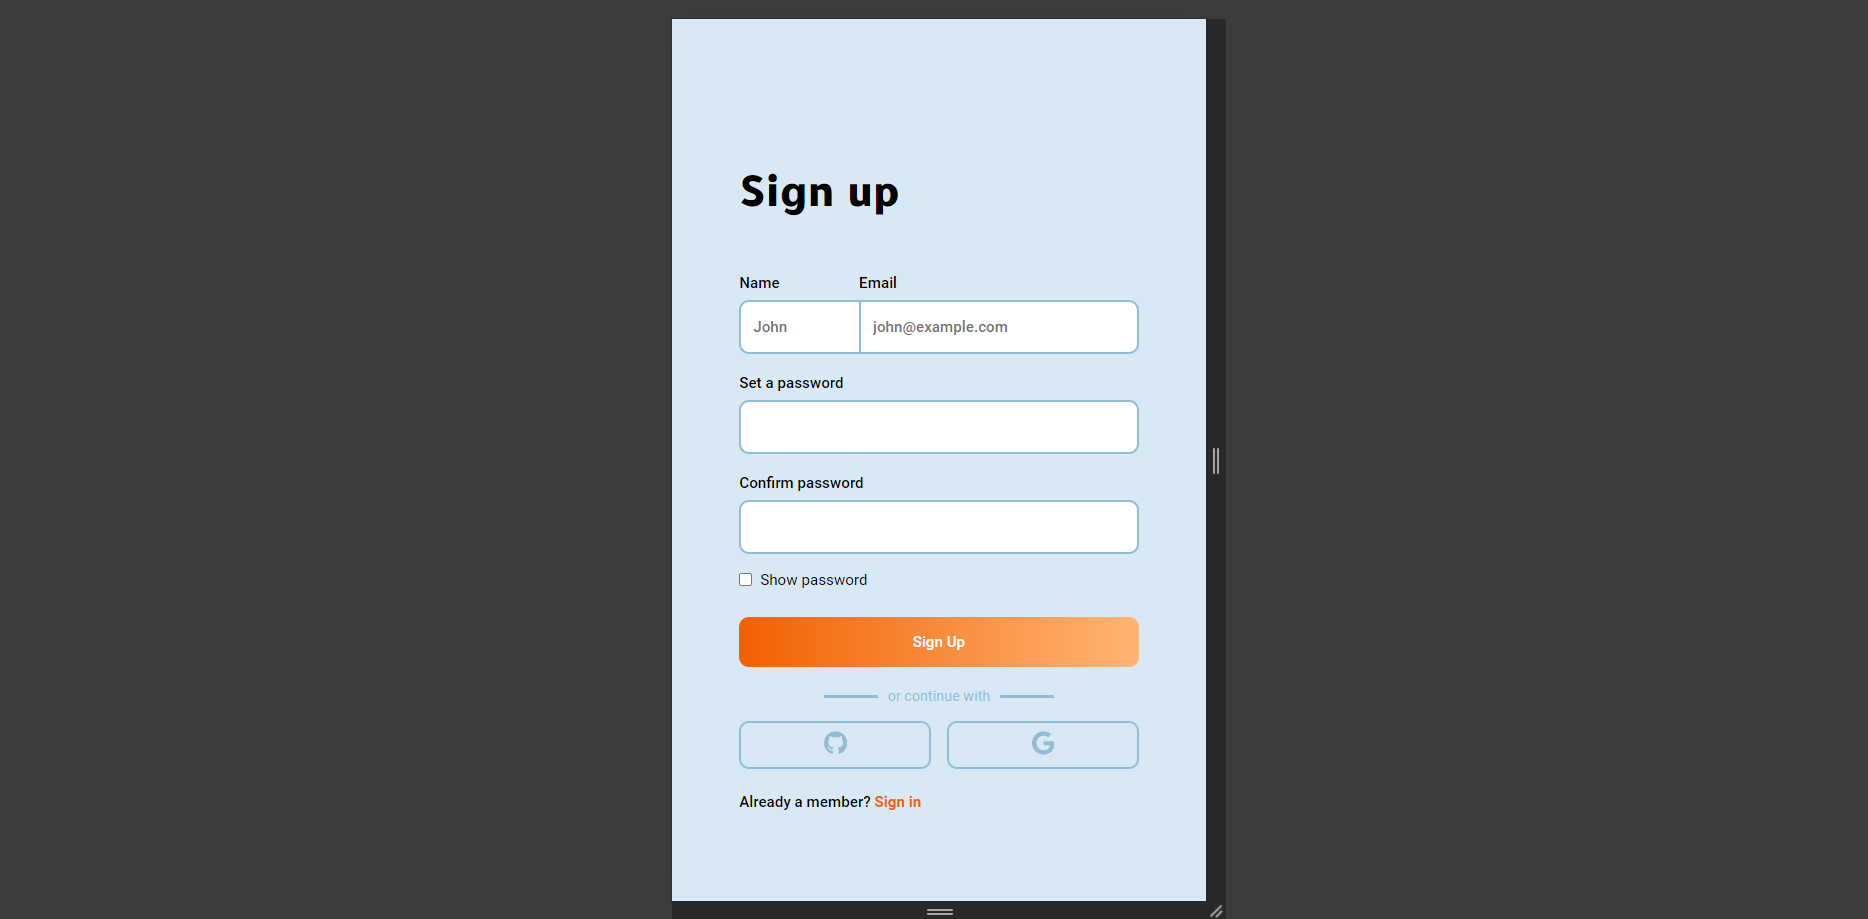 Sign up
Name Email
John john@example.com
Set a password
Confirm password
Show password
Sign Up
or continue with
Already a member? Sign in